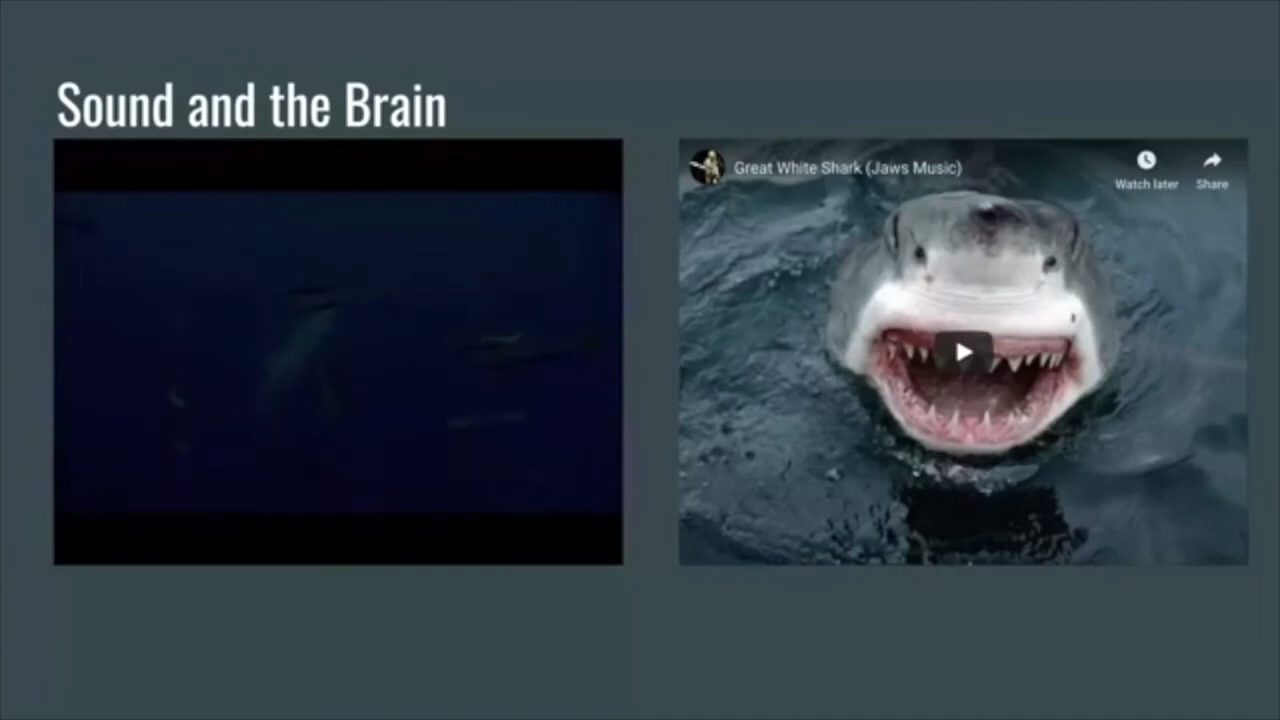 Sound and the Brain
Great White Shark (Jaws Music)
Watch later
Share